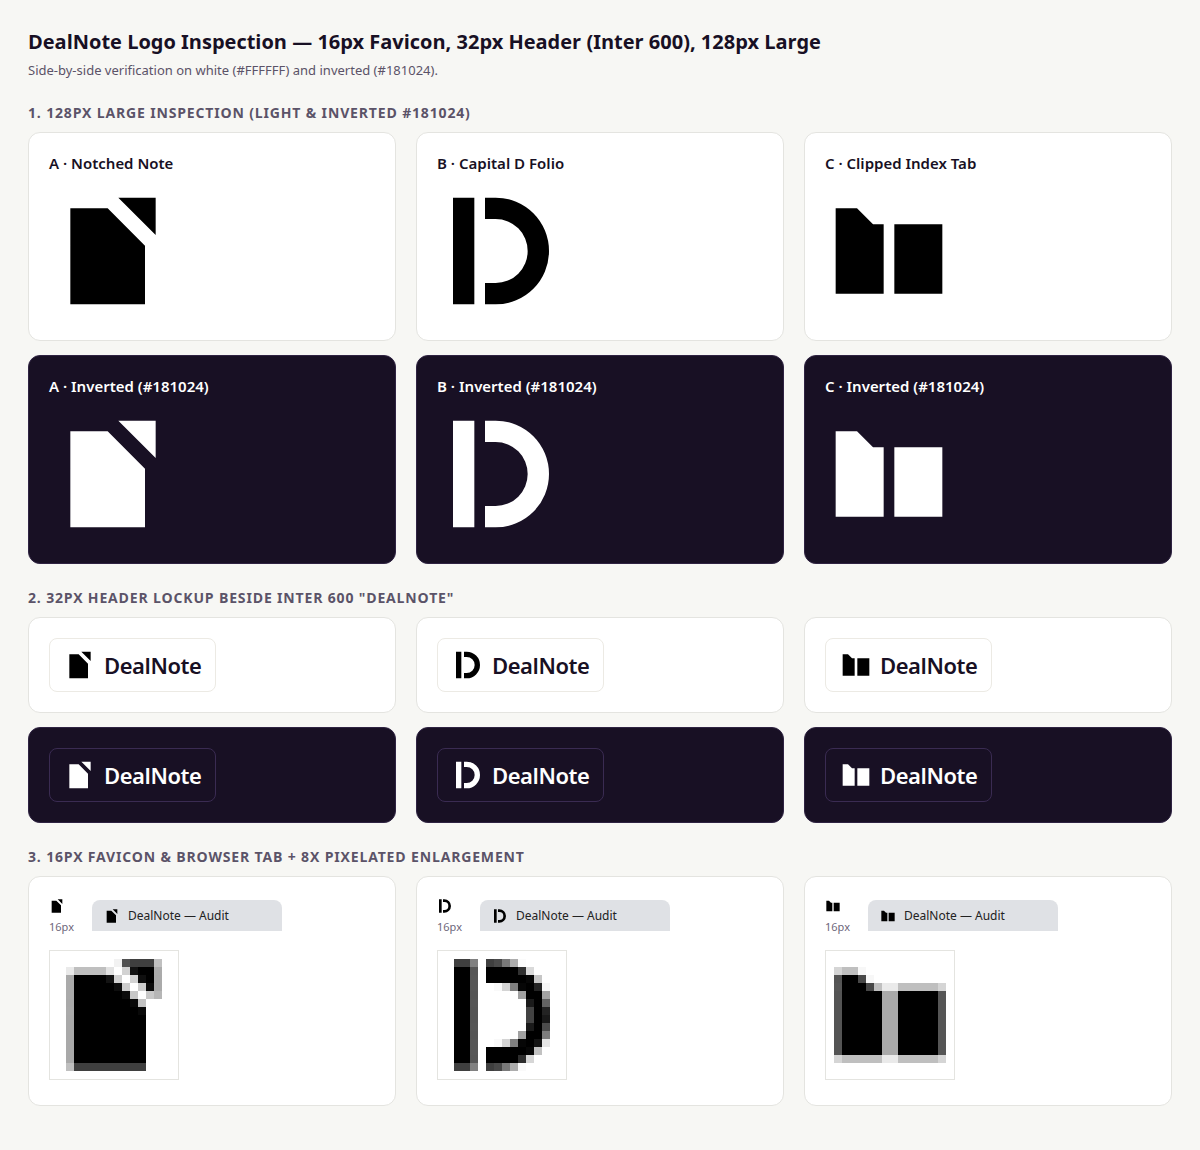 DealNote Logo Inspection — 16px Favicon, 32px Header (Inter 600), 128px Large
Side-by-side verification on white (#FFFFFF) and inverted (#181024).
1. 128PX LARGE INSPECTION (LIGHT & INVERTED #181024)
A · Notched Note
B · Capital D Folio
C · Clipped Index Tab
A · Inverted (#181024)
B · Inverted (#181024)
C · Inverted (#181024)
2. 32PX HEADER LOCKUP BESIDE INTER 600 "DEALNOTE"
DealNote
DealNote
DealNote
DealNote
DealNote
DealNote
3. 16PX FAVICON & BROWSER TAB + 8X PIXELATED ENLARGEMENT
16px
DealNote — Audit
16px
DealNote — Audit
16px
DealNote — Audit